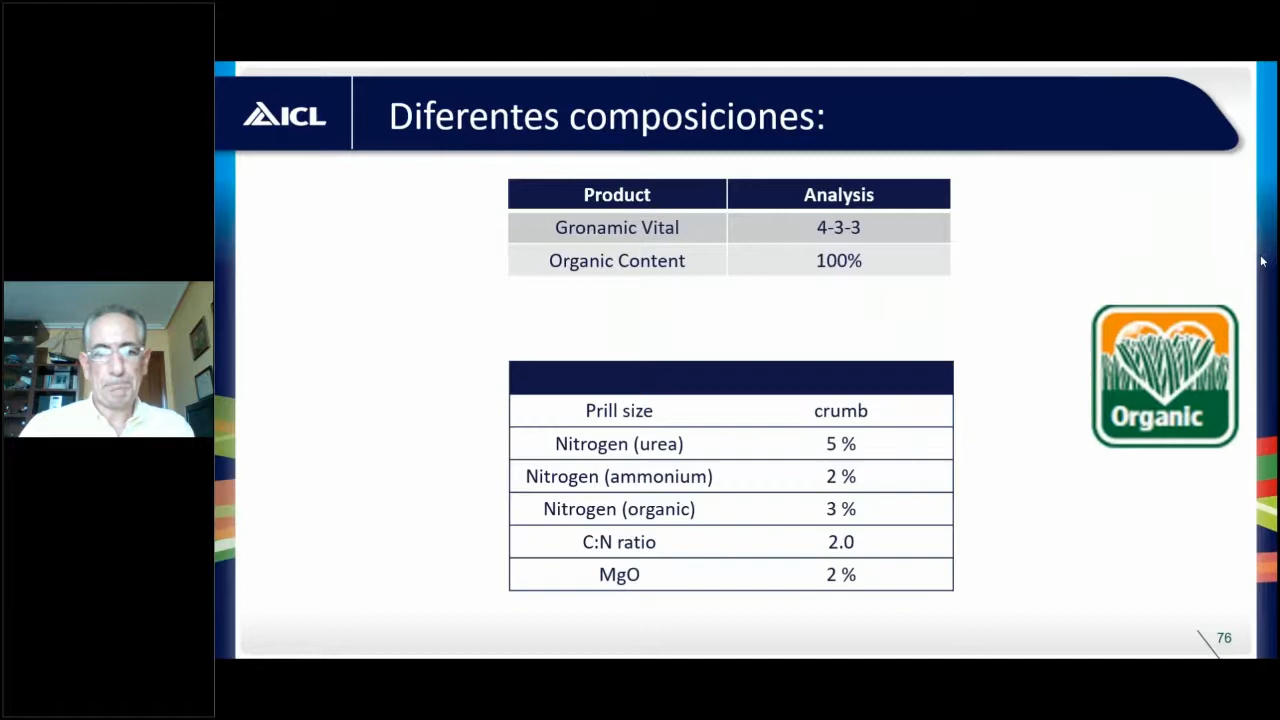 ICL
Diferentes composiciones:
Product Analysis
Gronamic Vital 4-3-3
Organic Content 100%
Prill size crumb
Nitrogen (urea) 5 %
Nitrogen (ammonium) 2 %
Nitrogen (organic) 3 %
C:N ratio 2.0
MgO 2 %
Organic
76